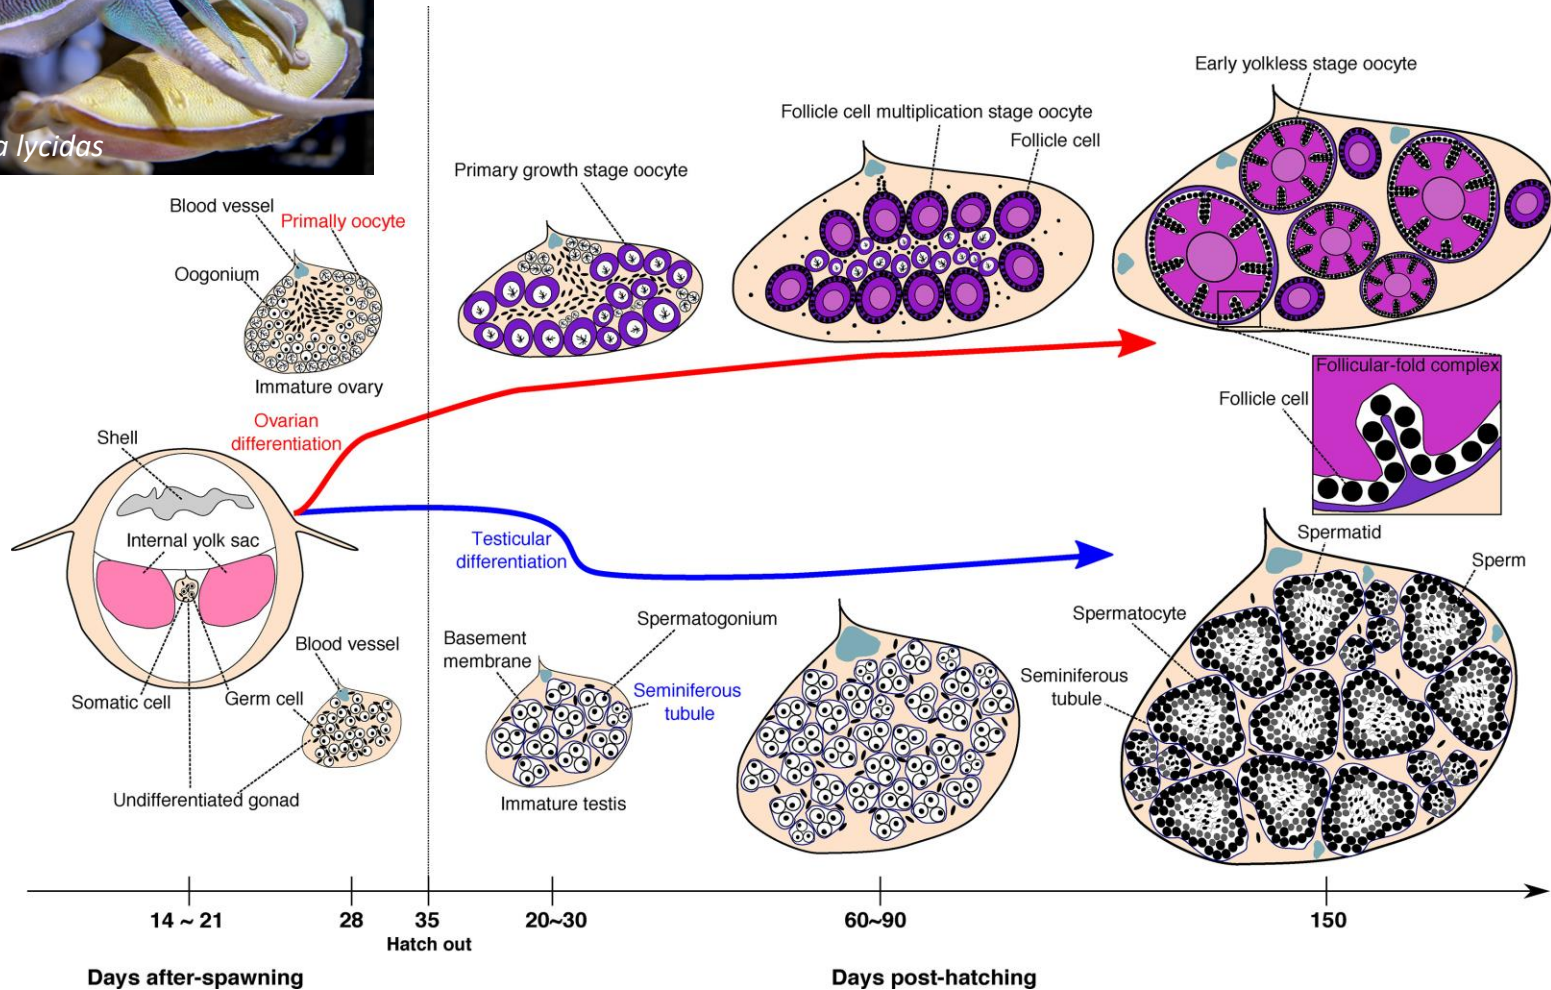 a lycidas
Early yolkless stage oocyte
Follicle cell multiplication stage oocyte
Follicle cell
Primary growth stage oocyte
Blood vessel
Primally oocyte
Oogonium
Immature ovary
Follicular-fold complex
Follicle cell
Ovarian
differentiation
Shell
Internal yolk sac
Testicular
differentiation
Spermatid
Sperm
Spermatocyte
Seminiferous
tubule
Spermatogonium
Basement
membrane
Seminiferous
tubule
Blood vessel
Somatic cell
Germ cell
Undifferentiated gonad
Immature testis
14 ~ 21
28
35
20~30
60~90
150
Hatch out
Days after-spawning
Days post-hatching